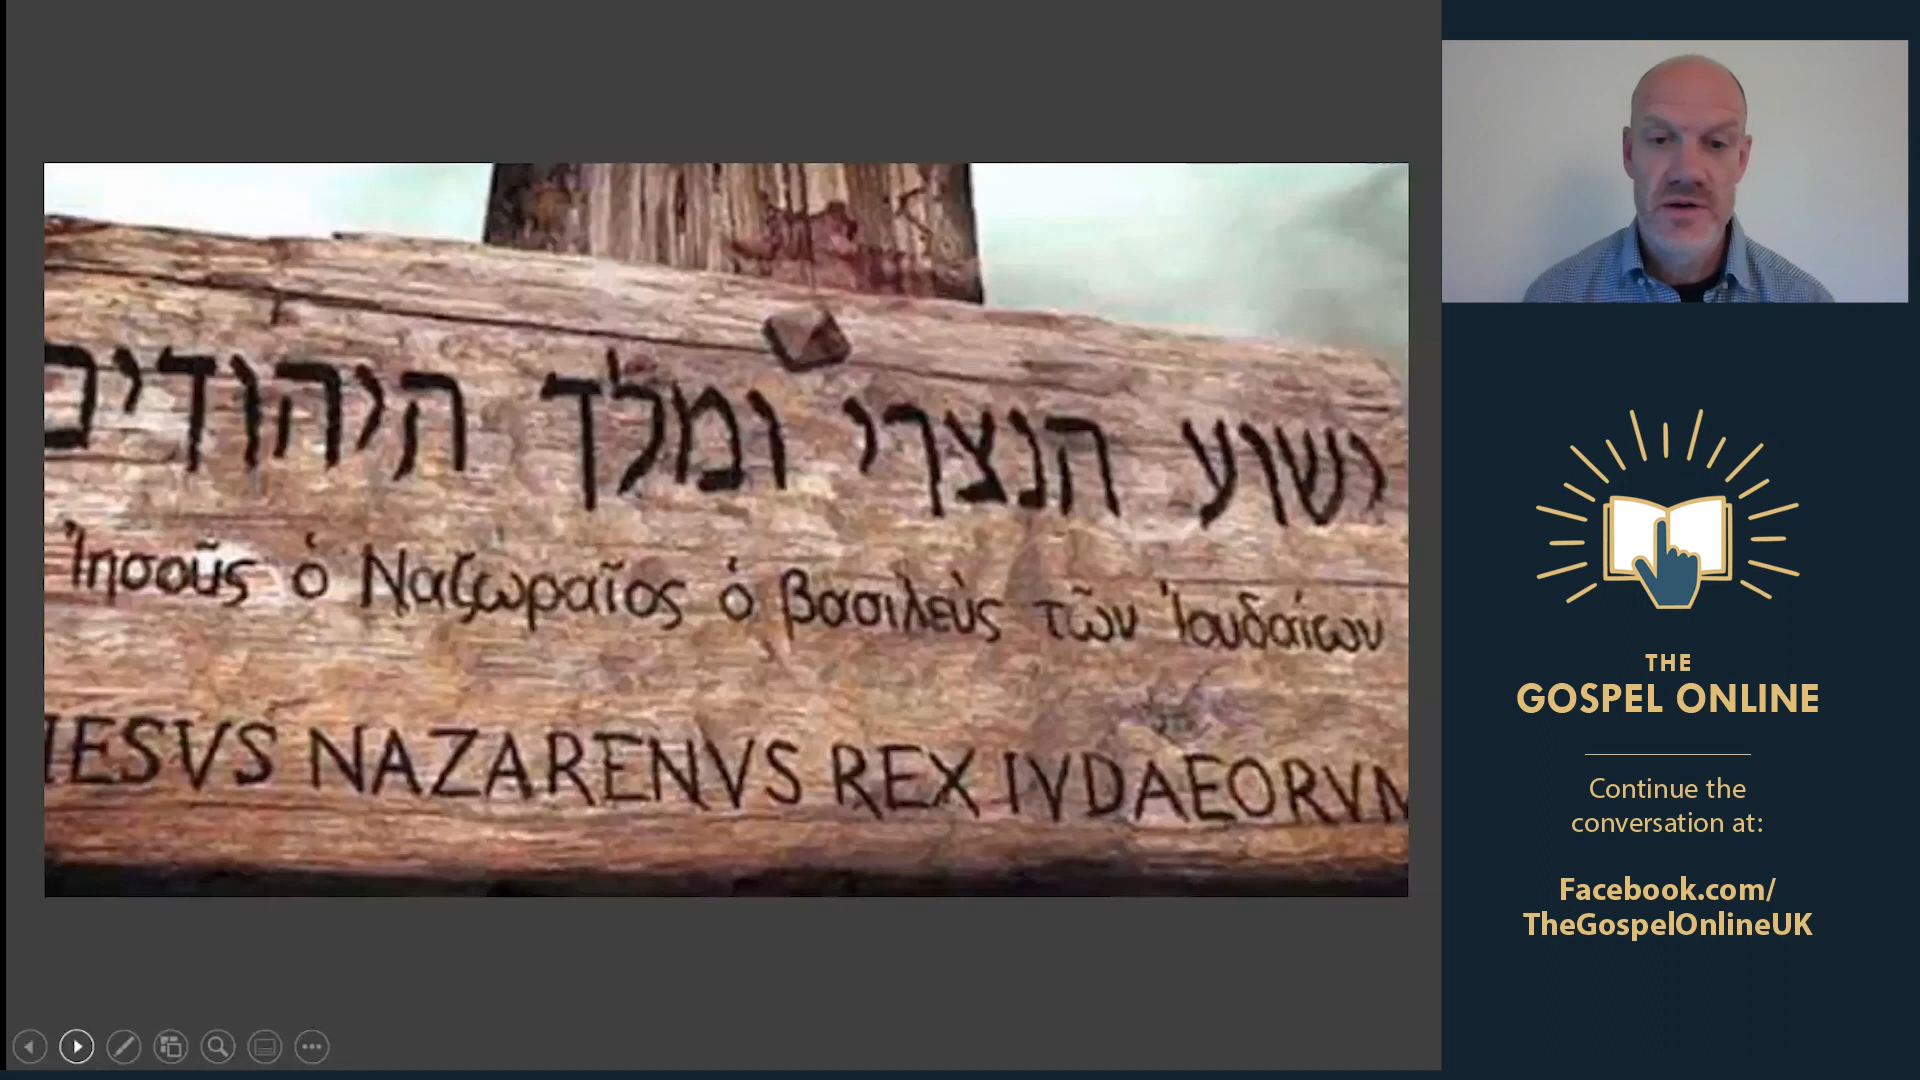 ישוע הנצרי ומלך היהודים
Ἰησοῦς ὁ Ναζωραῖος ὁ βασιλεὺς τῶν Ἰουδαίων
IESVS NAZARENVS REX IVDAEORVM
THE
GOSPEL ONLINE
Continue the
conversation at:
Facebook.com/
TheGospelOnlineUK